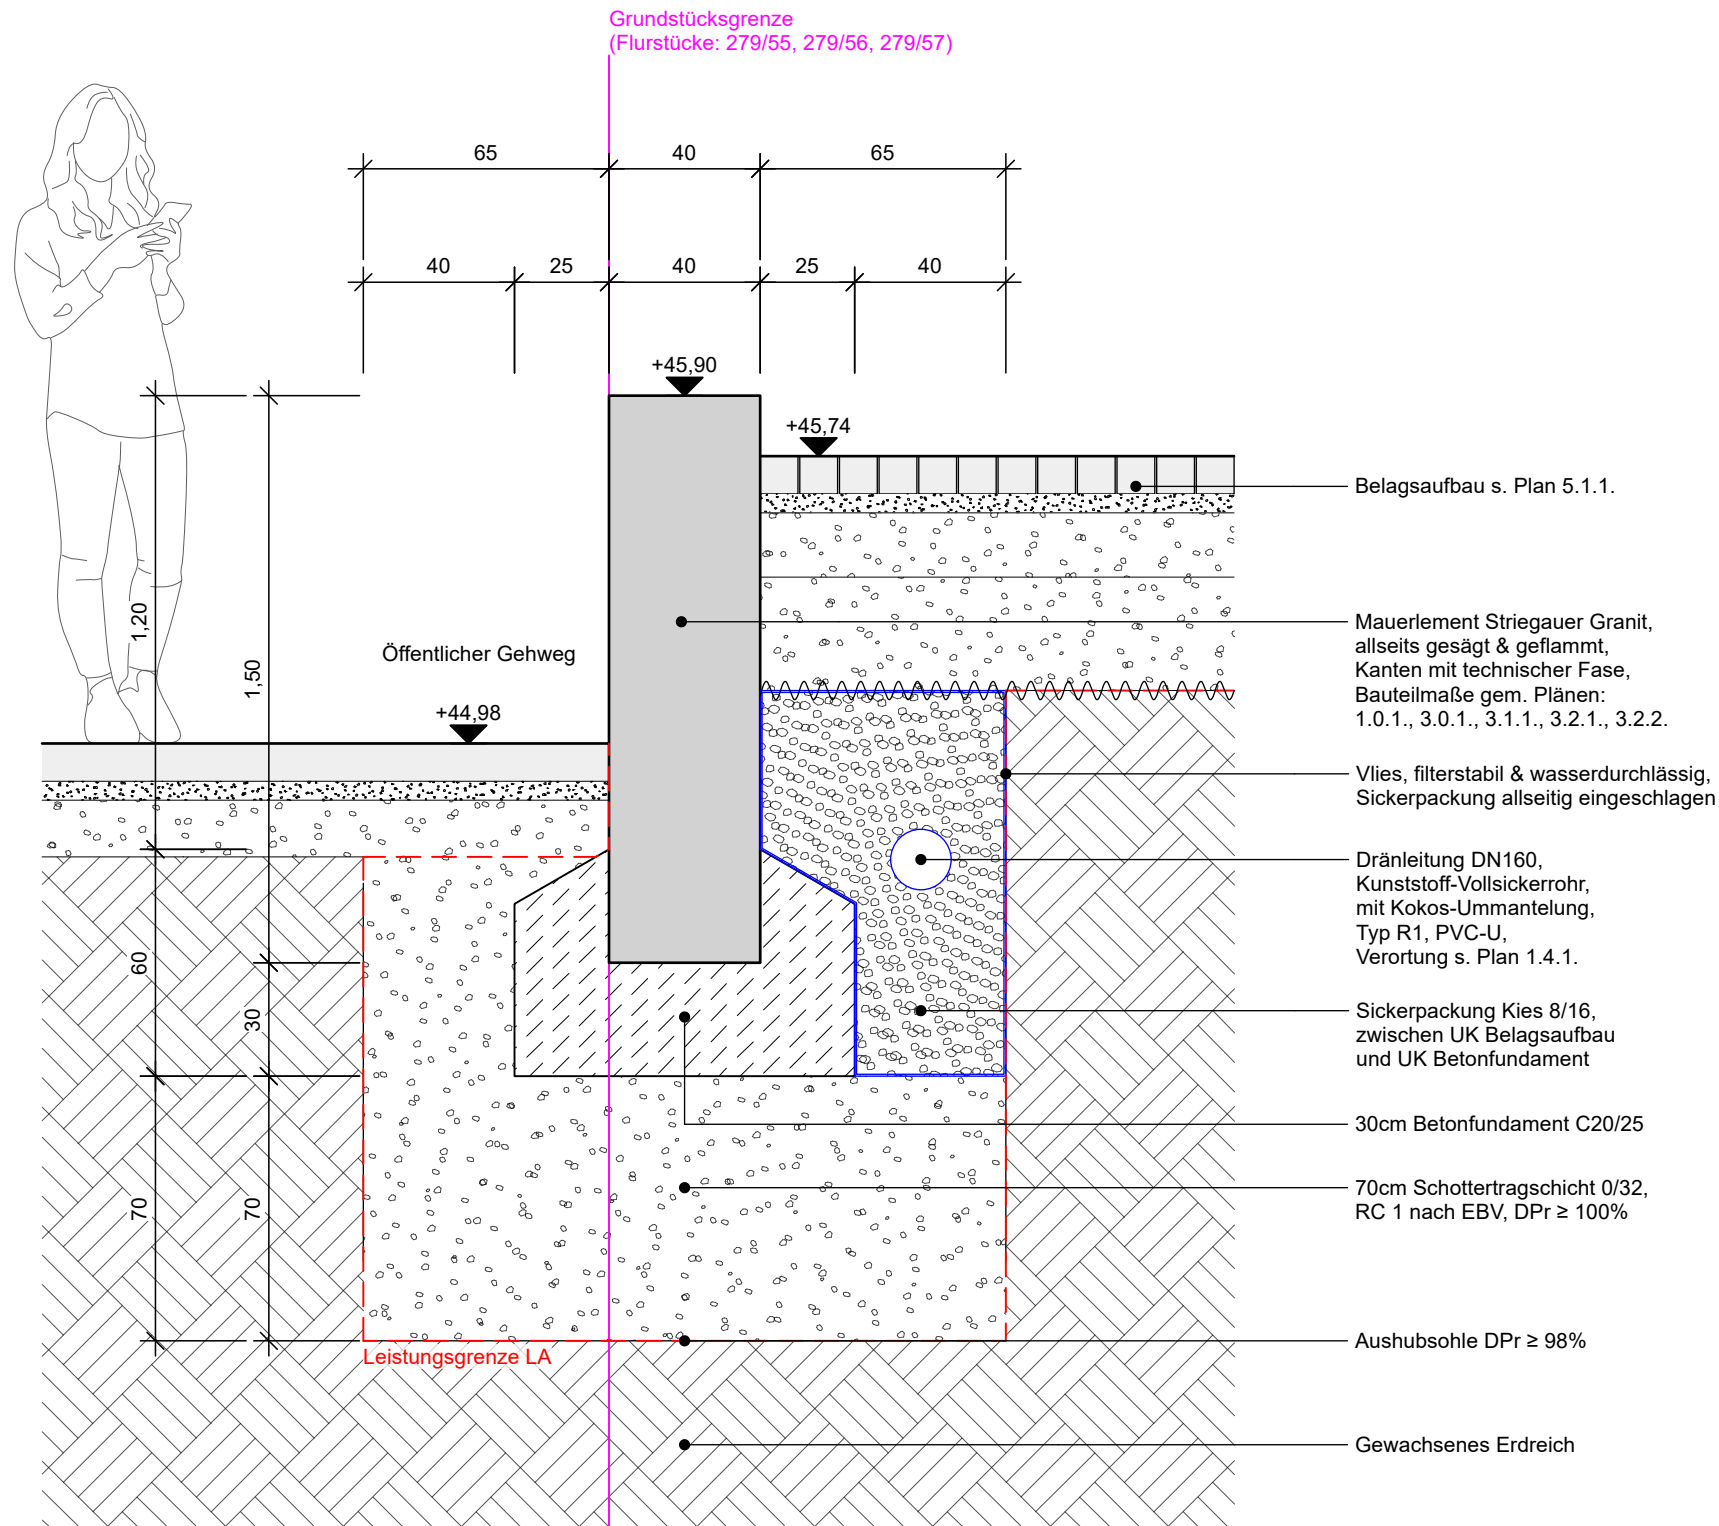 Grundstücksgrenze
(Flurstücke: 279/55, 279/56, 279/57)
65
40
65
40
25
40
25
40
+45,90
+45,74
Belagsaufbau s. Plan 5.1.1.
1,20
1,50
Öffentlicher Gehweg
+44,98
Mauerlement Striegauer Granit,
allseits gesägt & geflammt,
Kanten mit technischer Fase,
Bauteilmaße gem. Plänen:
1.0.1., 3.0.1., 3.1.1., 3.2.1., 3.2.2.
Vlies, filterstabil & wasserdurchlässig,
Sickerpackung allseitig eingeschlagen
Dränleitung DN160,
Kunststoff-Vollsickerrohr,
mit Kokos-Ummantelung,
Typ R1, PVC-U,
Verortung s. Plan 1.4.1.
60
30
Sickerpackung Kies 8/16,
zwischen UK Belagsaufbau
und UK Betonfundament
30cm Betonfundament C20/25
70
70
70cm Schottertragschicht 0/32,
RC 1 nach EBV, DPr ≥ 100%
Leistungsgrenze LA
Aushubsohle DPr ≥ 98%
Gewachsenes Erdreich